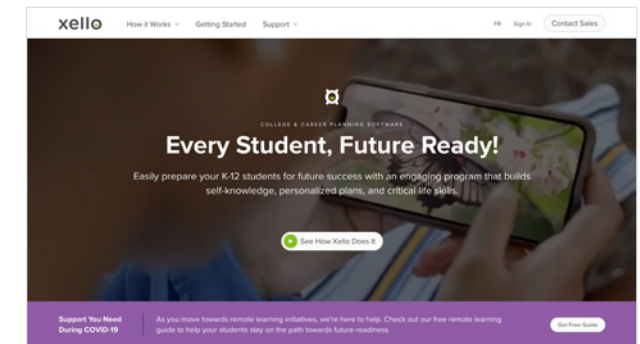 xello How it Works Getting Started Support FR Sign In Contact Sales
COLLEGE & CAREER PLANNING SOFTWARE
Every Student, Future Ready!
Easily prepare your K-12 students for future success with an engaging program that builds
self-knowledge, personalized plans, and critical life skills.
See How Xello Does It
Support You Need
During COVID-19
As you move towards remote learning initiatives, we're here to help. Check out our free remote learning
guide to help your students stay on the path towards future-readiness.
Get Free Guide